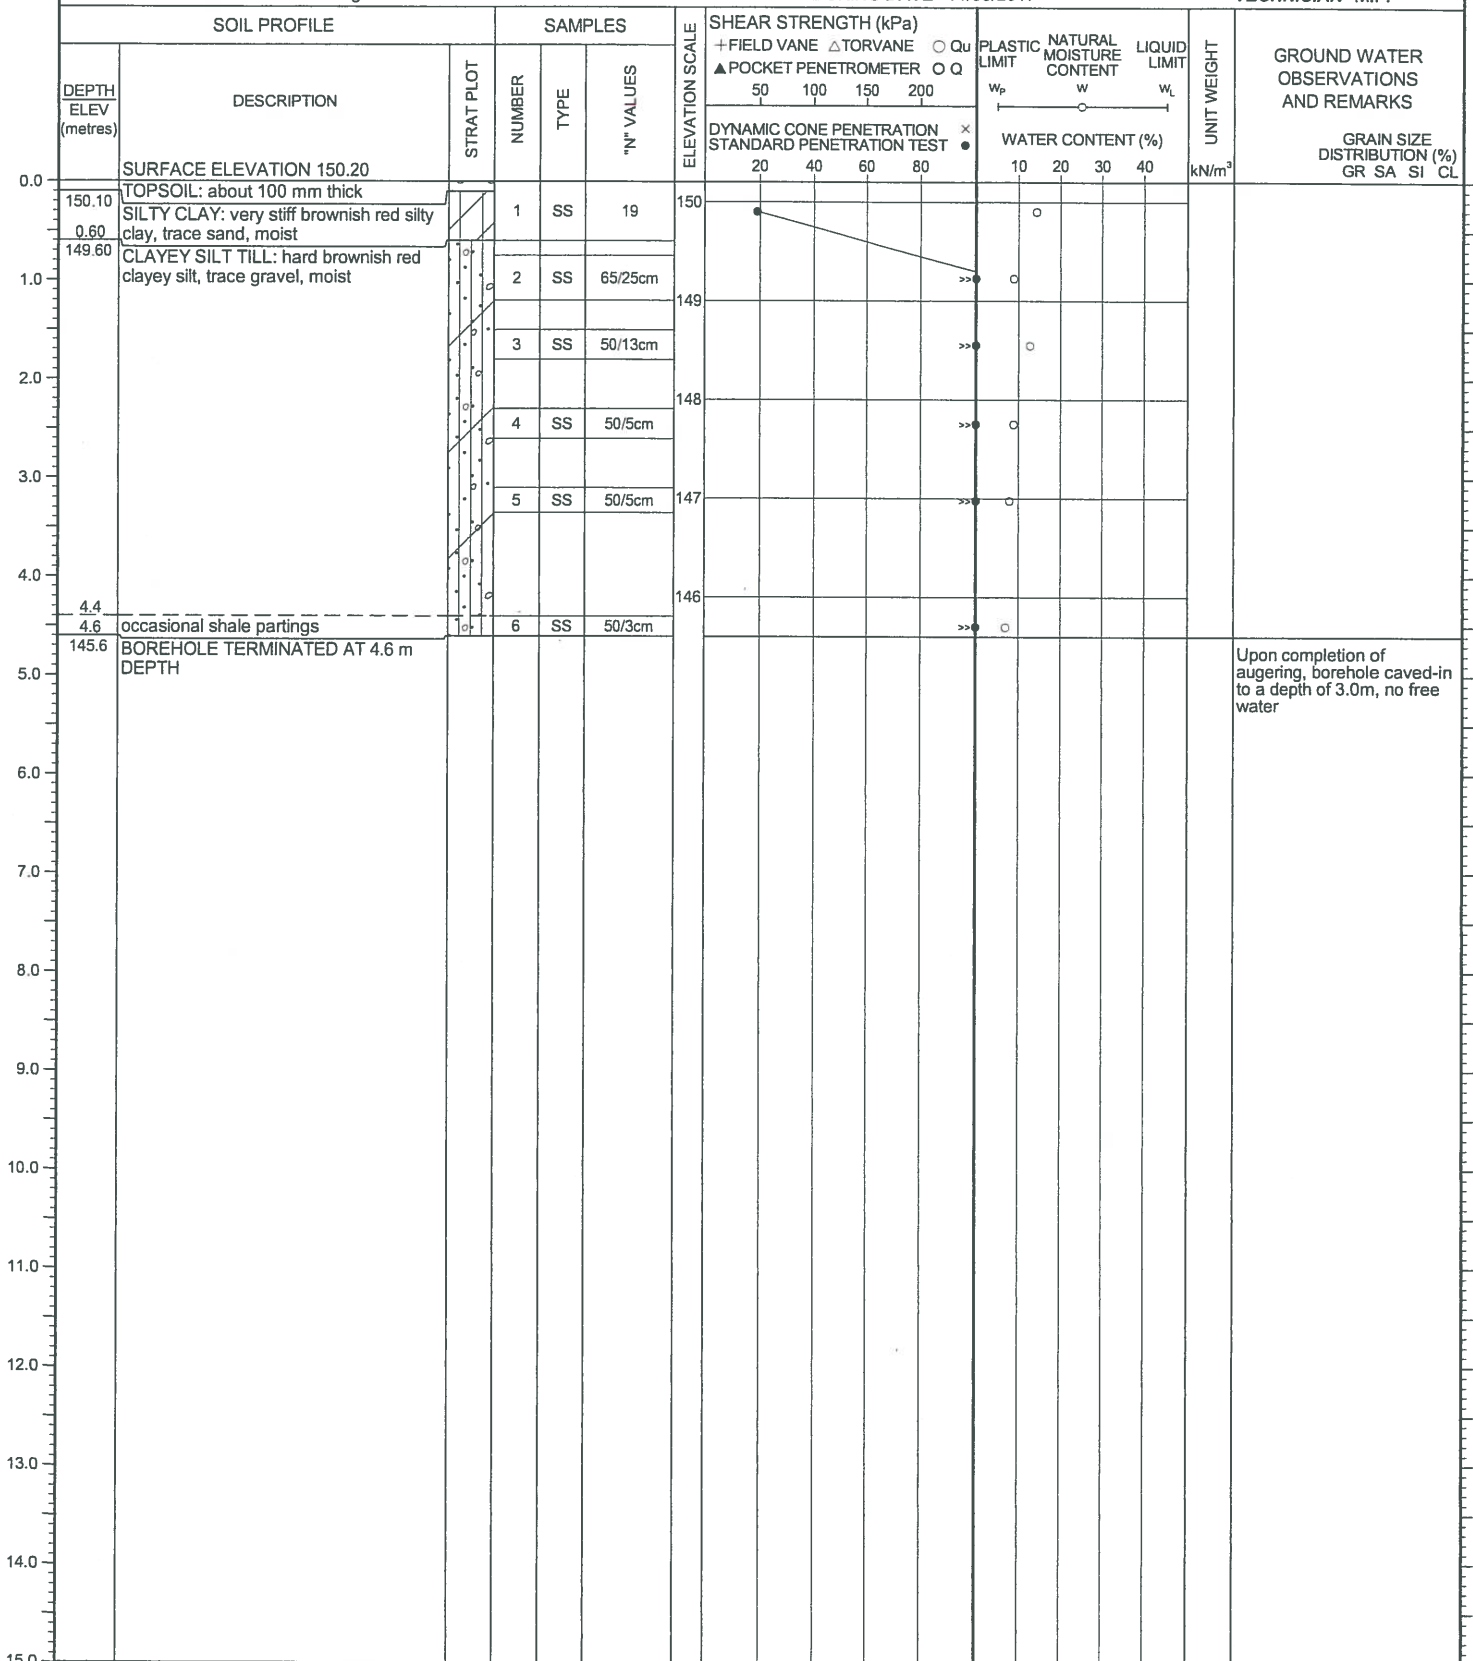 SOIL PROFILE
SAMPLES
DEPTH
ELEV
(metres)
DESCRIPTION
STRAT PLOT
NUMBER
TYPE
"N" VALUES
ELEVATION SCALE
SHEAR STRENGTH (kPa)
+FIELD VANE △TORVANE ○ Qu
▲POCKET PENETROMETER O Q
50 100 150 200
DYNAMIC CONE PENETRATION ×
STANDARD PENETRATION TEST ●
20 40 60 80
PLASTIC LIMIT
NATURAL MOISTURE CONTENT
LIQUID LIMIT
WP W WL
WATER CONTENT (%)
10 20 30 40
UNIT WEIGHT
kN/m³
GROUND WATER
OBSERVATIONS
AND REMARKS
GRAIN SIZE
DISTRIBUTION (%)
GR SA SI CL
SURFACE ELEVATION 150.20
0.0
150.10
TOPSOIL: about 100 mm thick
SILTY CLAY: very stiff brownish red silty
clay, trace sand, moist
1 SS 19
150
0.60
149.60
CLAYEY SILT TILL: hard brownish red
clayey silt, trace gravel, moist
1.0
2 SS 65/25cm
>>
149
3 SS 50/13cm
>>
2.0
148
4 SS 50/5cm
>>
3.0
5 SS 50/5cm
147
>>
4.0
146
4.4
4.6
occasional shale partings
6 SS 50/3cm
>>
145.6
BOREHOLE TERMINATED AT 4.6 m
DEPTH
Upon completion of
augering, borehole caved-in
to a depth of 3.0m, no free
water
5.0
6.0
7.0
8.0
9.0
10.0
11.0
12.0
13.0
14.0
15.0